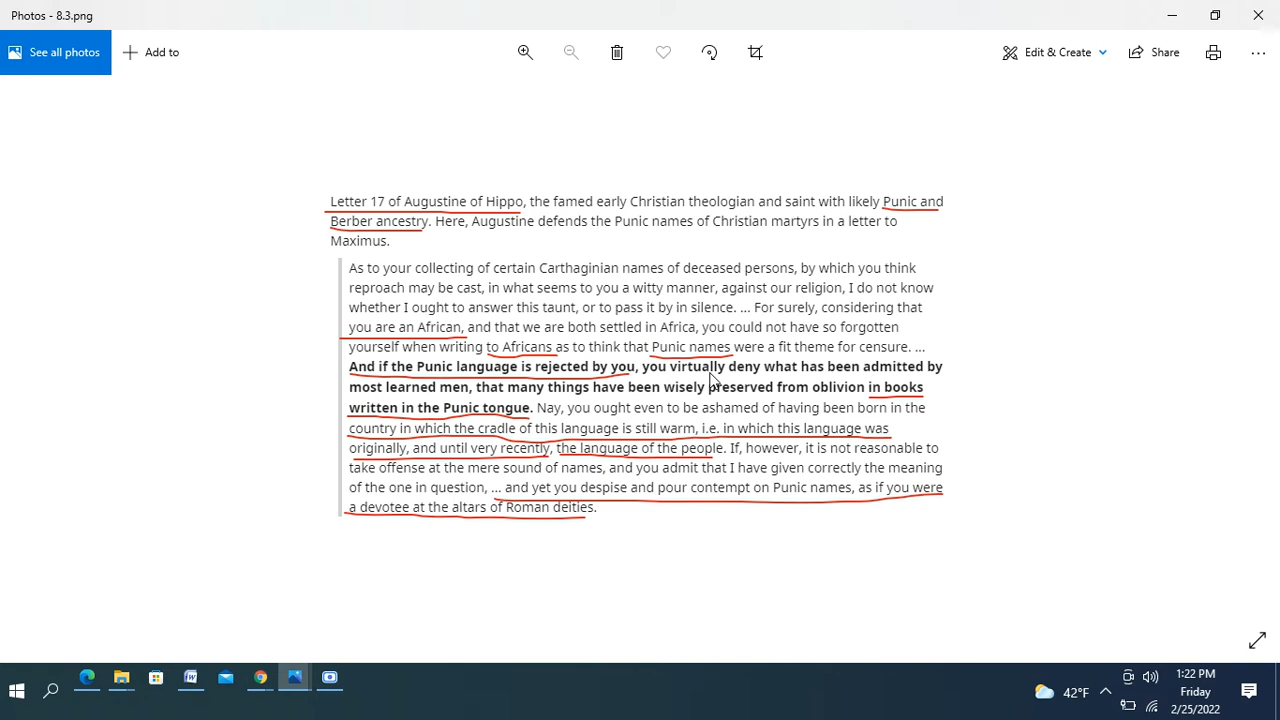 Photos - 8.3.png
See all photos
Add to
Edit & Create
Share
Letter 17 of Augustine of Hippo, the famed early Christian theologian and saint with likely Punic and
Berber ancestry. Here, Augustine defends the Punic names of Christian martyrs in a letter to
Maximus.
As to your collecting of certain Carthaginian names of deceased persons, by which you think
reproach may be cast, in what seems to you a witty manner, against our religion, I do not know
whether I ought to answer this taunt, or to pass it by in silence. ... For surely, considering that
you are an African, and that we are both settled in Africa, you could not have so forgotten
yourself when writing to Africans as to think that Punic names were a fit theme for censure. ...
And if the Punic language is rejected by you, you virtually deny what has been admitted by
most learned men, that many things have been wisely preserved from oblivion in books
written in the Punic tongue. Nay, you ought even to be ashamed of having been born in the
country in which the cradle of this language is still warm, i.e. in which this language was
originally, and until very recently, the language of the people. If, however, it is not reasonable to
take offense at the mere sound of names, and you admit that I have given correctly the meaning
of the one in question, ... and yet you despise and pour contempt on Punic names, as if you were
a devotee at the altars of Roman deities.
42°F
1:22 PM
Friday
2/25/2022